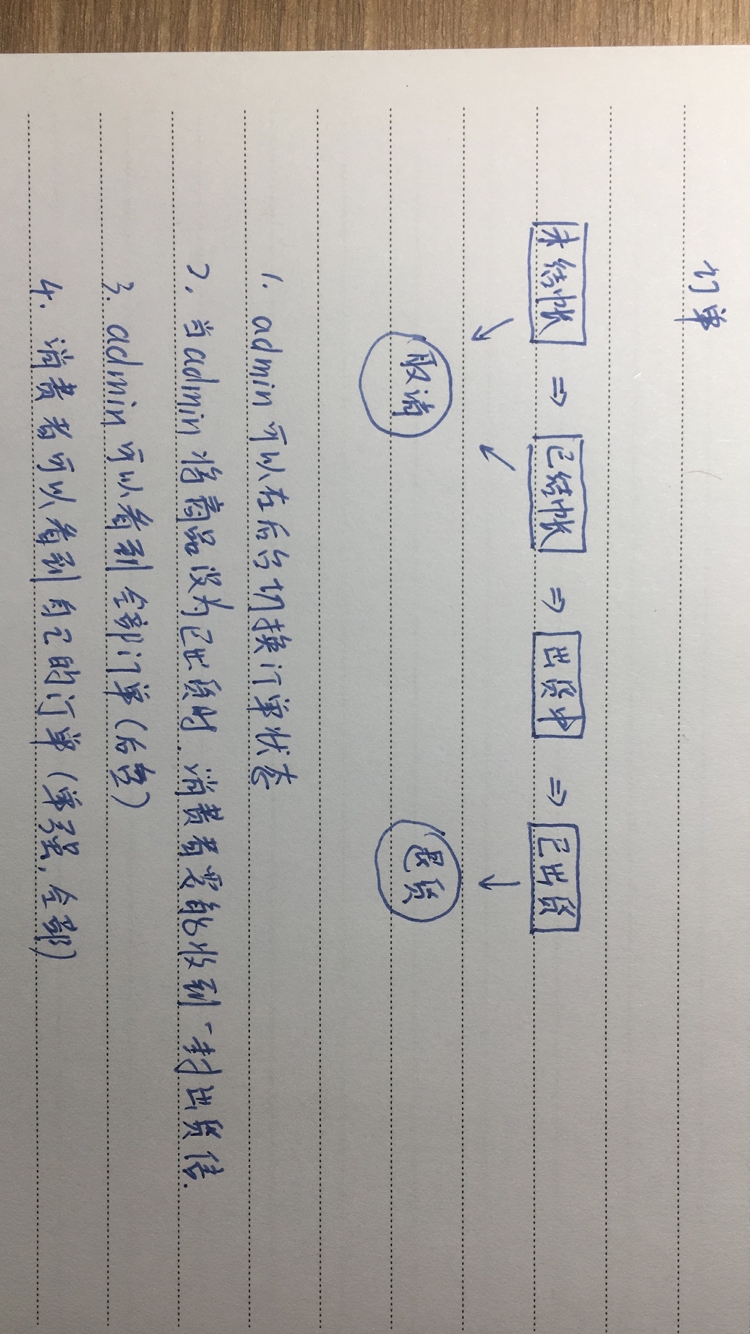 订单
未结帐 => 已结帐 => 出货中 => 已出货
↘ ↙ ↓
取消 退货
1. admin 可以在后台切换订单状态
2. 当admin 将商品设为已出货时.消费者要能收到一封出货信.
3. admin 可以看到全部订单(后台)
4. 消费者可以看到自己的订单(单张,全部)